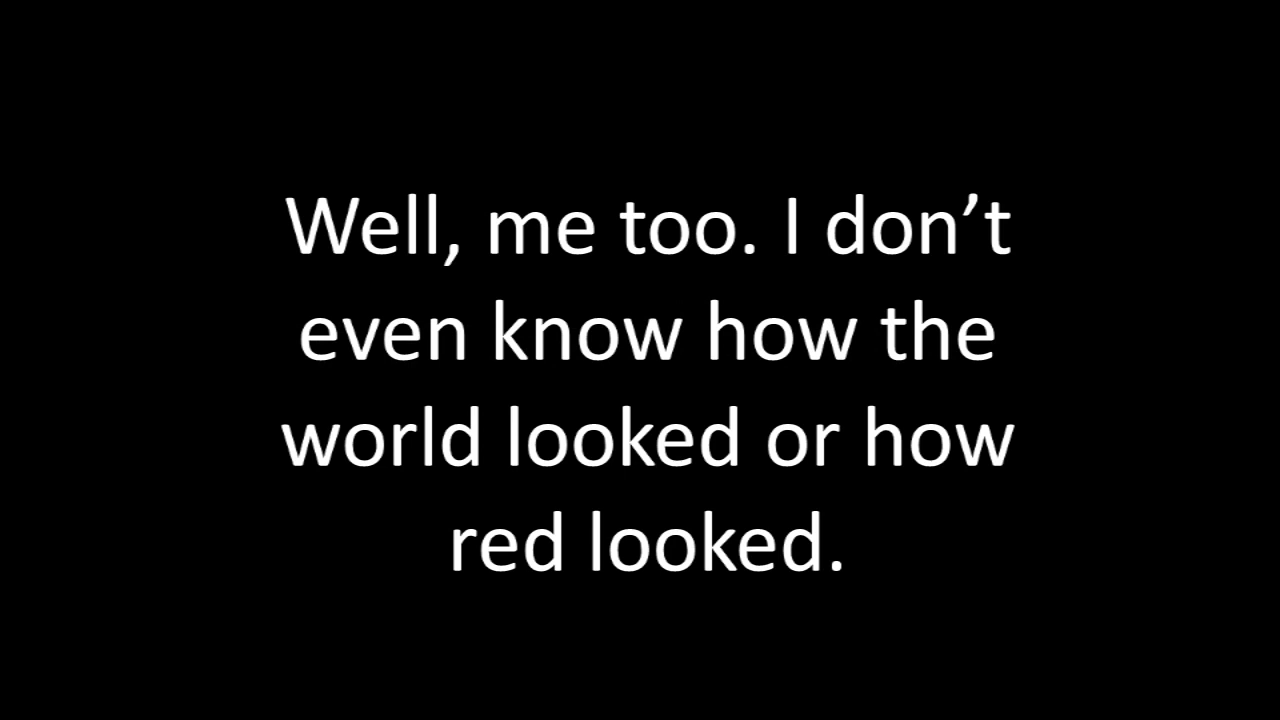 Well, me too. I don’t
even know how the
world looked or how
red looked.